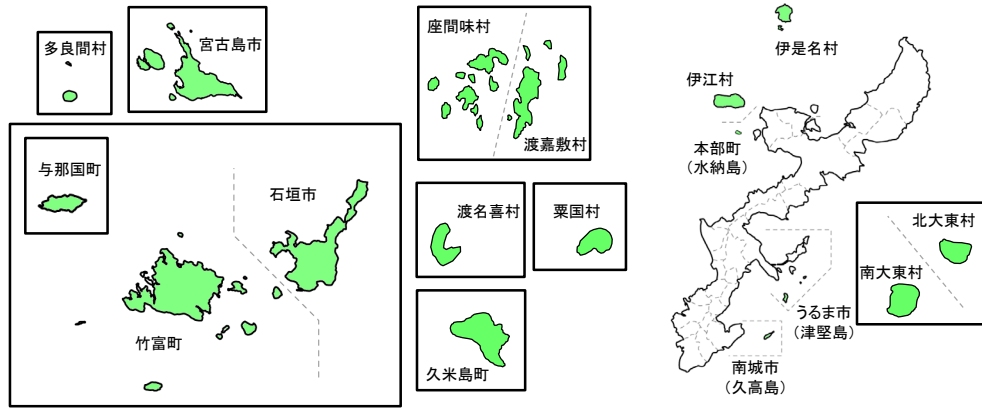 多良間村
宮古島市
座間味村
渡嘉敷村
伊是名村
伊江村
本部町
（水納島）
与那国町
石垣市
竹富町
渡名喜村
粟国村
久米島町
北大東村
南大東村
うるま市
（津堅島）
南城市
（久高島）